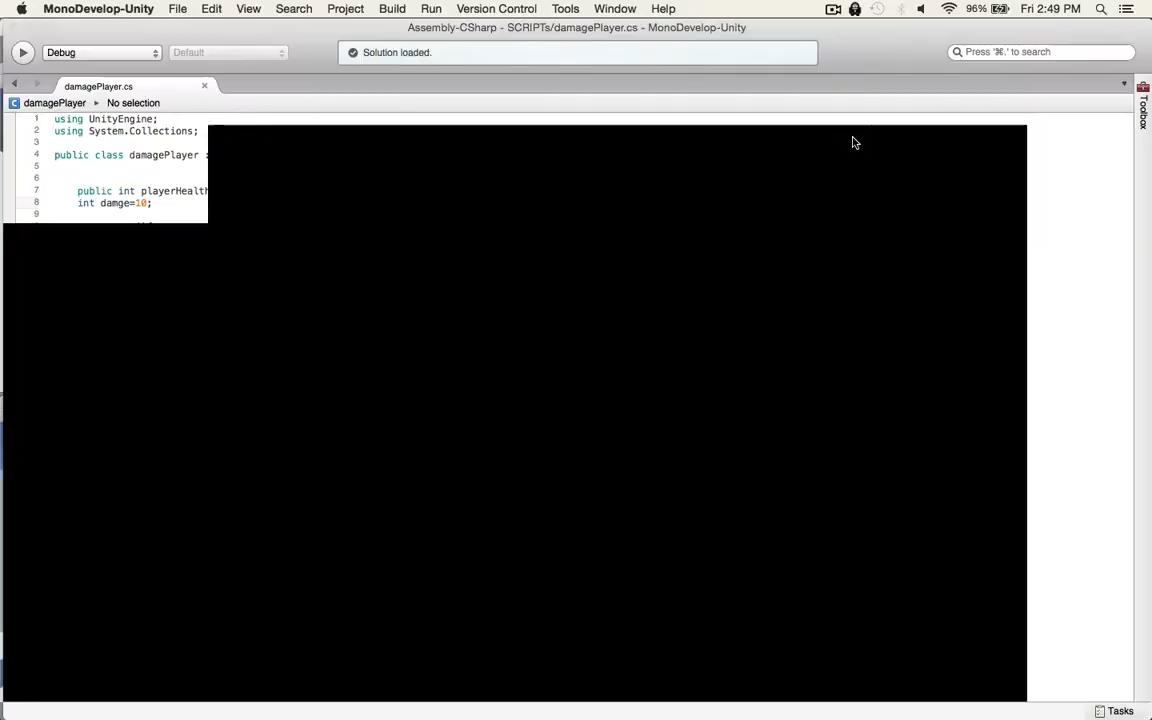 MonoDevelop-Unity File Edit View Search Project Build Run Version Control Tools Window Help 96% Fri 2:49 PM
Assembly-CSharp - SCRIPTs/damagePlayer.cs - MonoDevelop-Unity
Debug Default Solution loaded. Press '⌘.' to search
damagePlayer.cs
damagePlayer No selection
Toolbox
1 using UnityEngine;
2 using System.Collections;
3
4 public class damagePlayer :
5
6
7 public int playerHealth
8 int damge=10;
9
Tasks